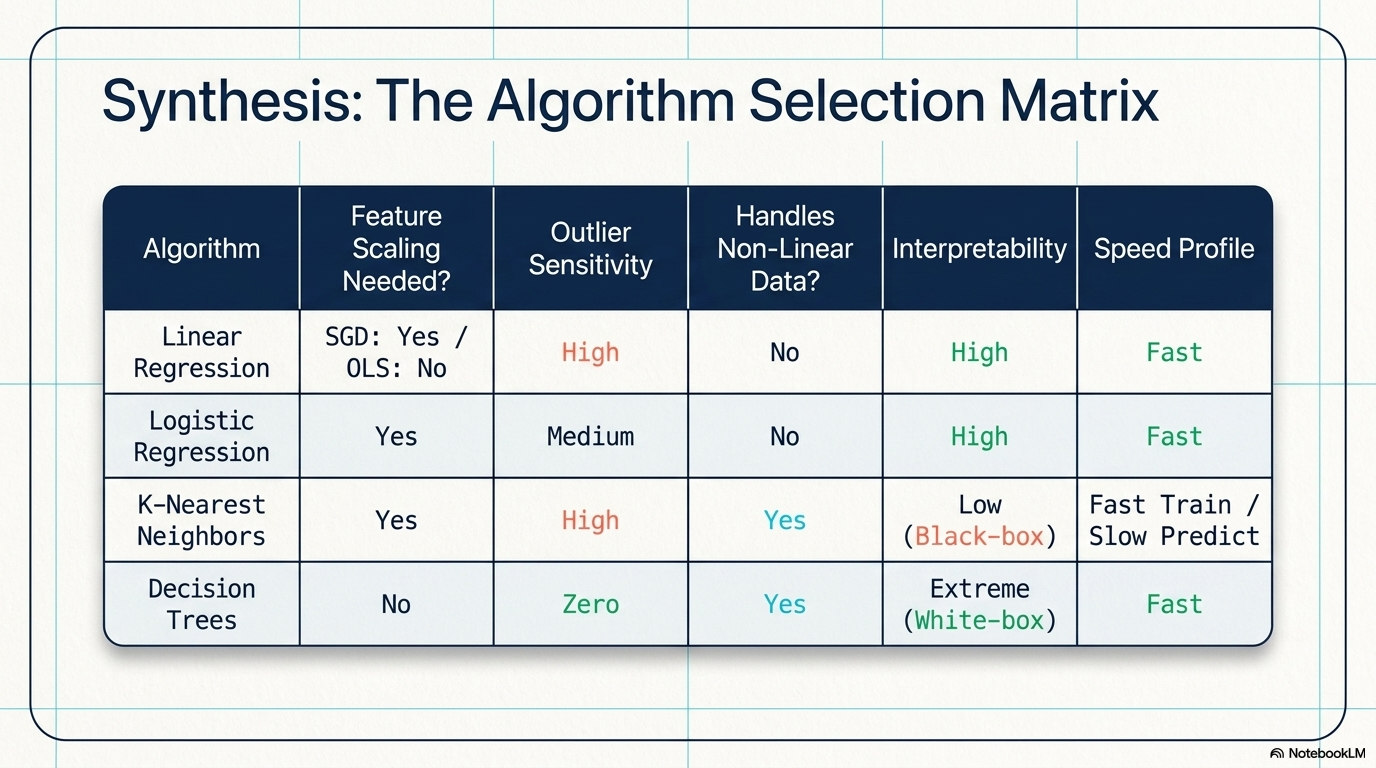 Synthesis: The Algorithm Selection Matrix
Algorithm
Feature
Scaling
Needed?
Outlier
Sensitivity
Handles
Non-Linear
Data?
Interpretability
Speed Profile
Linear
Regression
SGD: Yes /
OLS: No
High
No
High
Fast
Logistic
Regression
Yes
Medium
No
High
Fast
K-Nearest
Neighbors
Yes
High
Yes
Low
(Black-box)
Fast Train /
Slow Predict
Decision
Trees
No
Zero
Yes
Extreme
(White-box)
Fast
NotebookLM